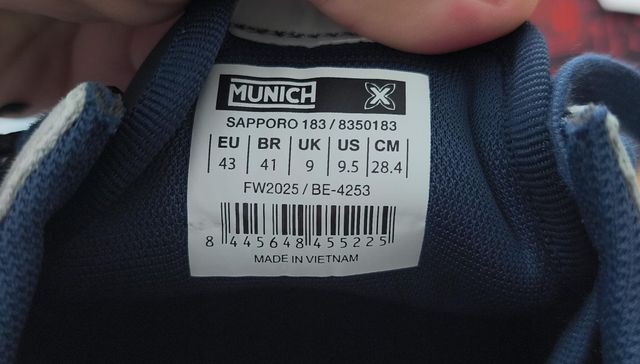 MUNICH
SAPPORO 183 / 8350183
EU BR UK US CM
43 41 9 9.5 28.4
FW2025 / BE-4253
8 445648 455225
MADE IN VIETNAM